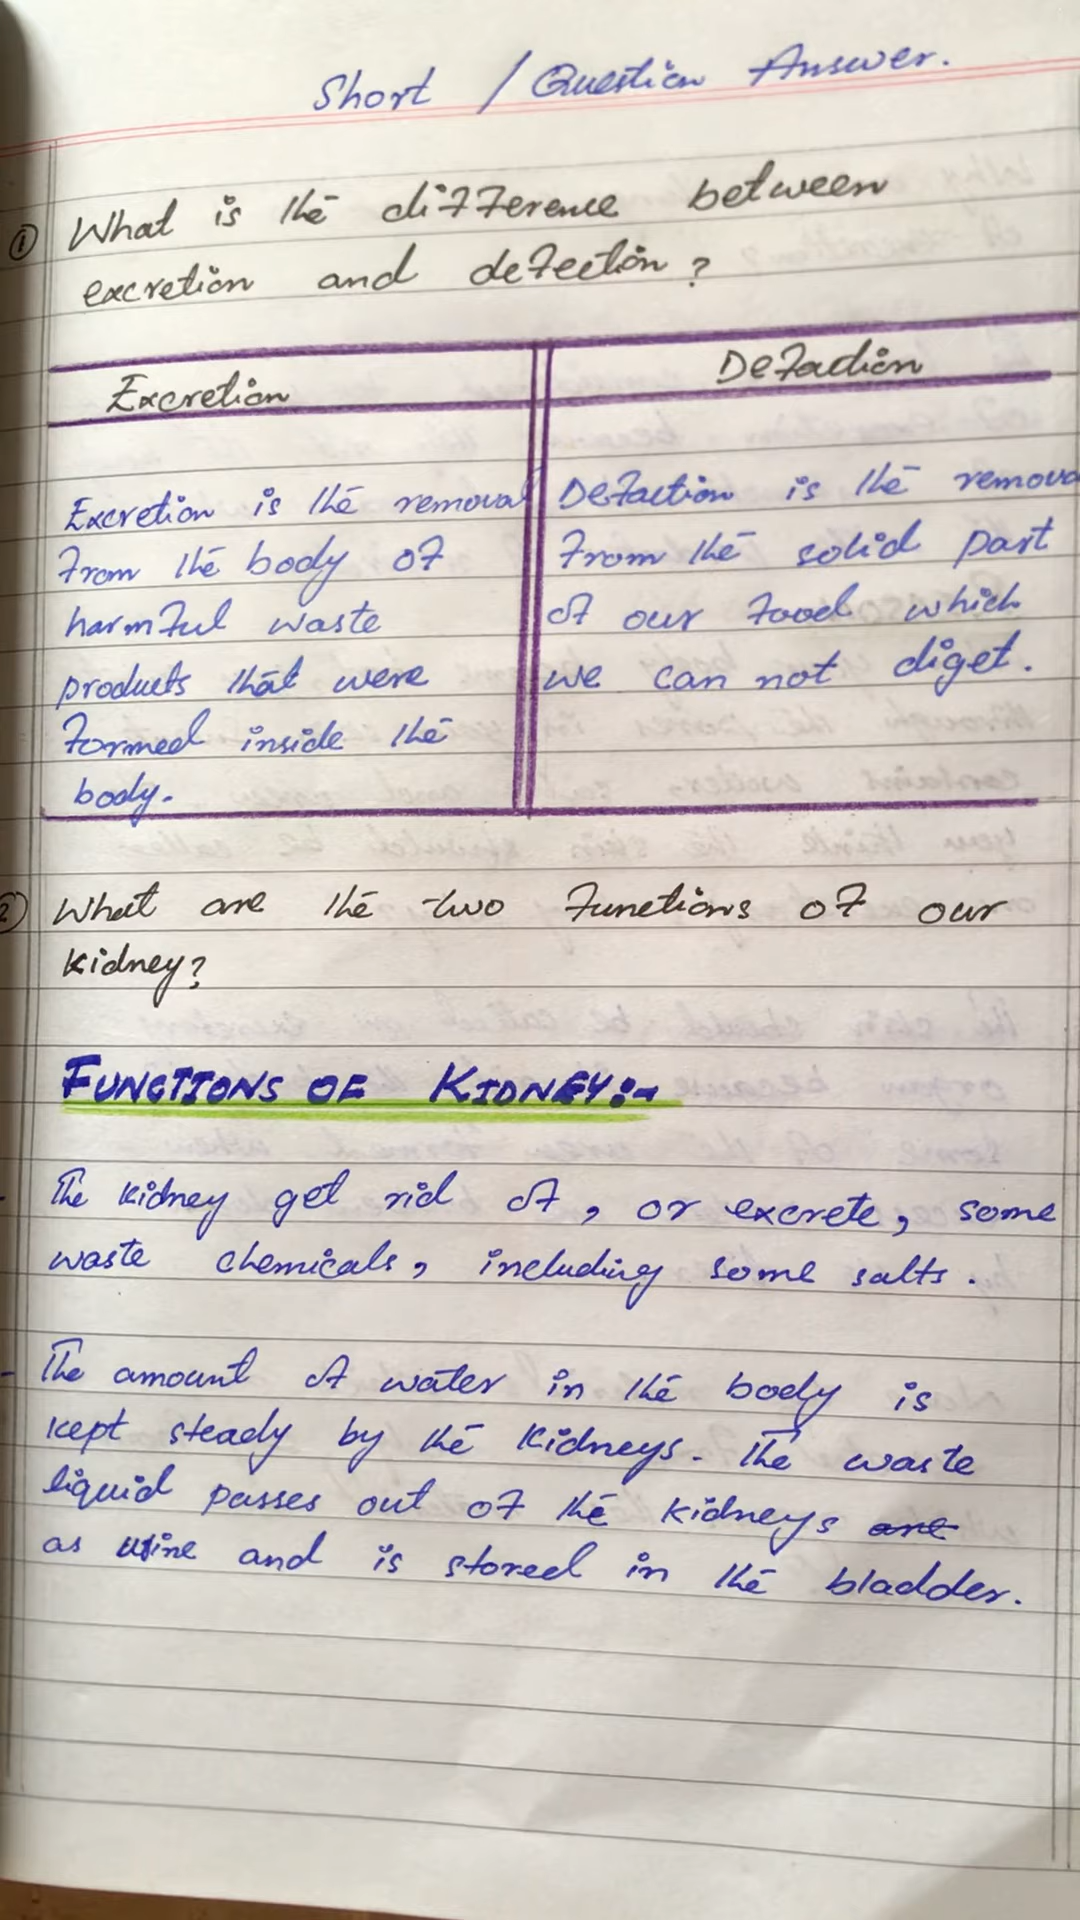 Short / Question Answer.
① What is the difference between
excretion and defection?
Excretion
Defaction
Excretion is the removal
from the body of
harmful waste
products that were
formed inside the
body.
Defaction is the remova
from the solid part
of our food which
we can not diget.
② What are the two functions of our
kidney?
FUNCTIONS OF KIDNEY:-
- The kidney get rid of, or excrete, some
waste chemicals, including some salts.
- The amount of water in the body is
kept steady by the kidneys. The waste
liquid passes out of the kidneys are
as urine and is stored in the bladder.